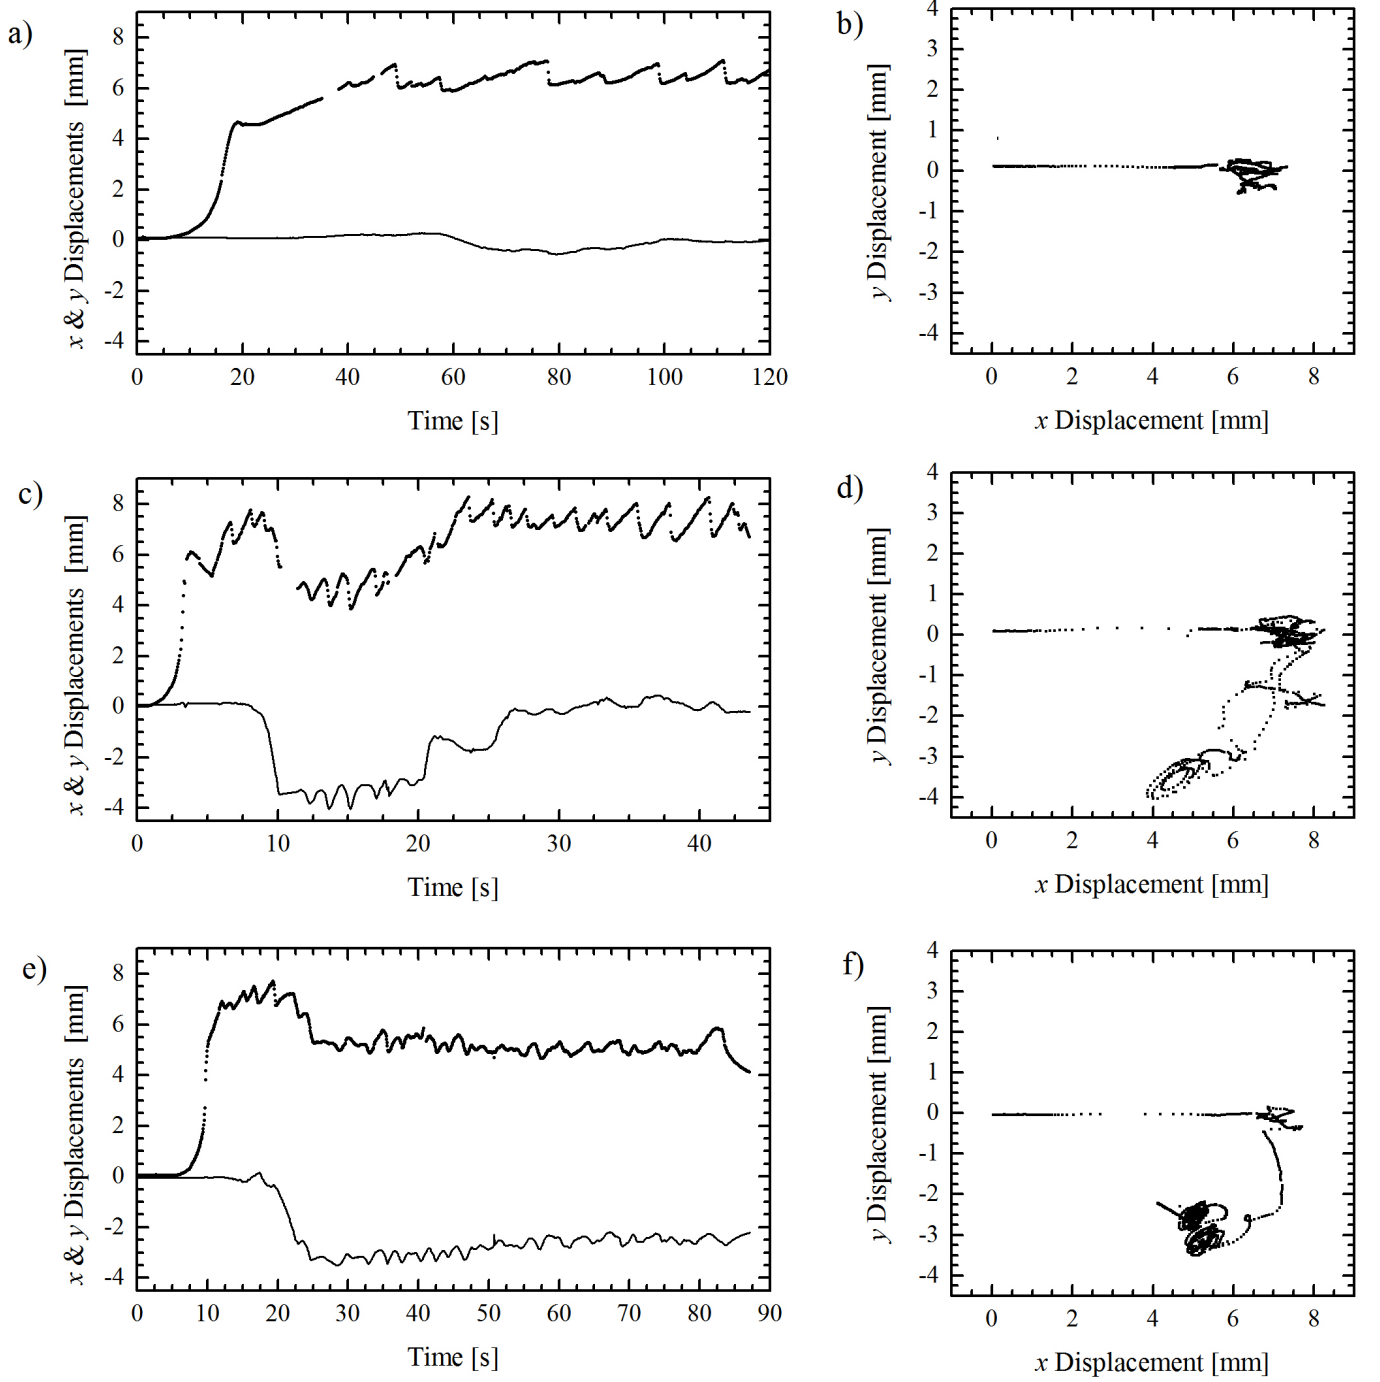 a)
x & y Displacements [mm]
8
6
4
2
0
-2
-4
0 20 40 60 80 100 120
Time [s]
b)
y Displacement [mm]
4
3
2
1
0
-1
-2
-3
-4
0 2 4 6 8
x Displacement [mm]
c)
x & y Displacements [mm]
8
6
4
2
0
-2
-4
0 10 20 30 40
Time [s]
d)
y Displacement [mm]
4
3
2
1
0
-1
-2
-3
-4
0 2 4 6 8
x Displacement [mm]
e)
x & y Displacements [mm]
8
6
4
2
0
-2
-4
0 10 20 30 40 50 60 70 80 90
Time [s]
f)
y Displacement [mm]
4
3
2
1
0
-1
-2
-3
-4
0 2 4 6 8
x Displacement [mm]